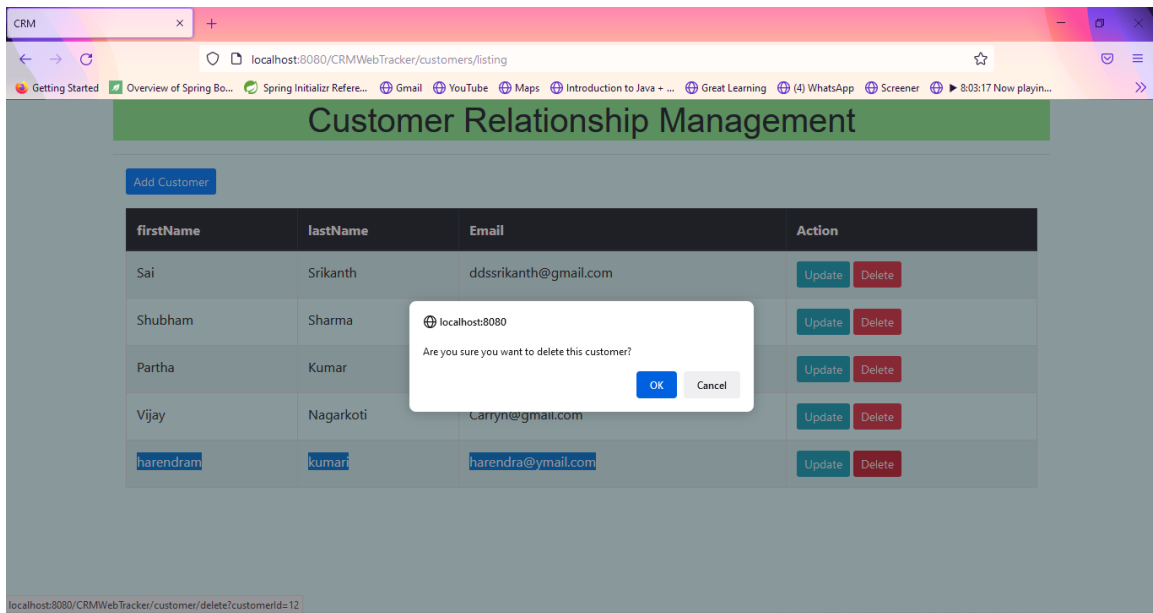 CRM
localhost:8080/CRMWebTracker/customers/listing
Getting Started Overview of Spring Bo... Spring Initializr Refere... Gmail YouTube Maps Introduction to Java + ... Great Learning (4) WhatsApp Screener ▶ 8:03:17 Now playin...
Customer Relationship Management
Add Customer
firstName lastName Email Action
Sai Srikanth ddssrikanth@gmail.com Update Delete
Shubham Sharma Update Delete
localhost:8080
Are you sure you want to delete this customer?
Partha Kumar Update Delete
OK Cancel
Vijay Nagarkoti Carryn@gmail.com Update Delete
harendram kumari harendra@ymail.com Update Delete
localhost:8080/CRMWebTracker/customer/delete?customerId=12